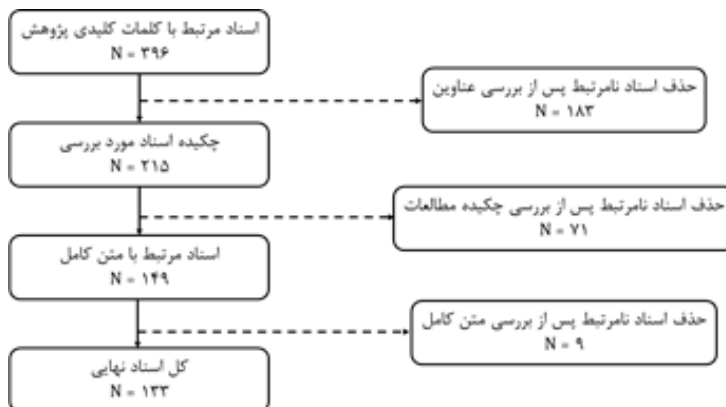 اسناد مرتبط با کلمات کلیدی پژوهش
N = ۳۹۶
حذف اسناد نامرتبط پس از بررسی عناوین
N = ۱۸۳
چکیده اسناد مورد بررسی
N = ۲۱۵
حذف اسناد نامرتبط پس از بررسی چکیده مطالعات
N = ۷۱
اسناد مرتبط با متن کامل
N = ۱۴۹
حذف اسناد نامرتبط پس از بررسی متن کامل
N = ۹
کل اسناد نهایی
N = ۱۳۳